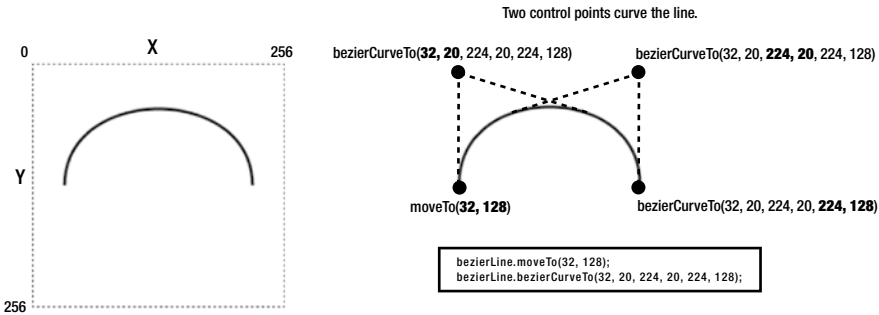 Two control points curve the line.
0 X 256
bezierCurveTo(32, 20, 224, 20, 224, 128)
bezierCurveTo(32, 20, 224, 20, 224, 128)
Y
moveTo(32, 128)
bezierCurveTo(32, 20, 224, 20, 224, 128)
bezierLine.moveTo(32, 128);
bezierLine.bezierCurveTo(32, 20, 224, 20, 224, 128);
256